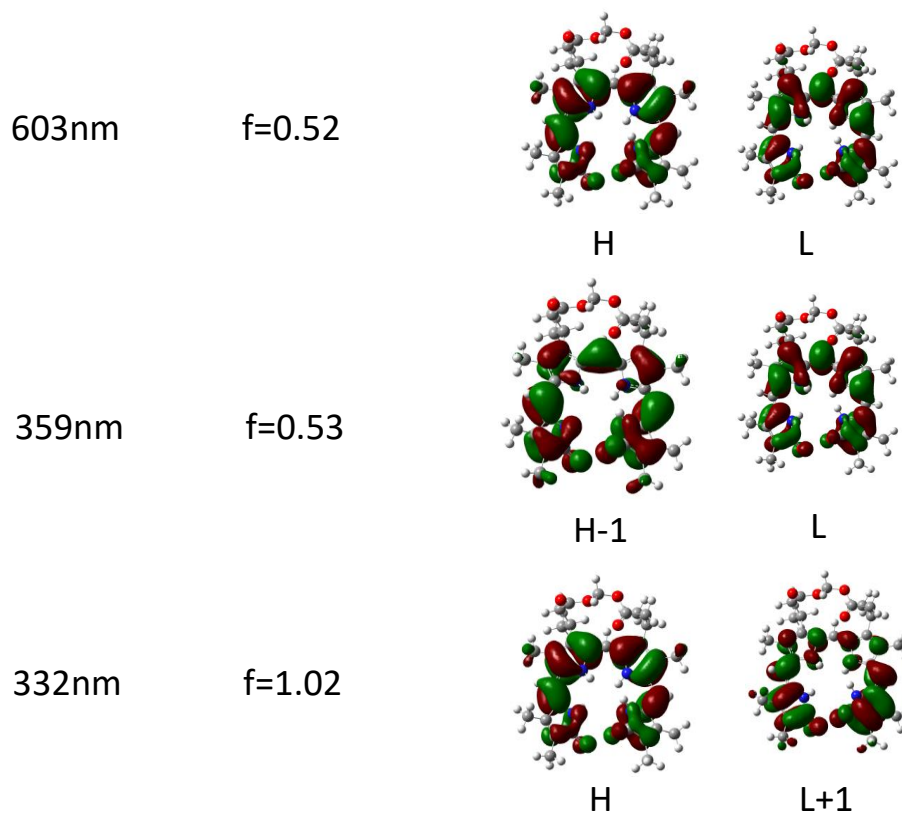 603nm f=0.52
H L
359nm f=0.53
H-1 L
332nm f=1.02
H L+1